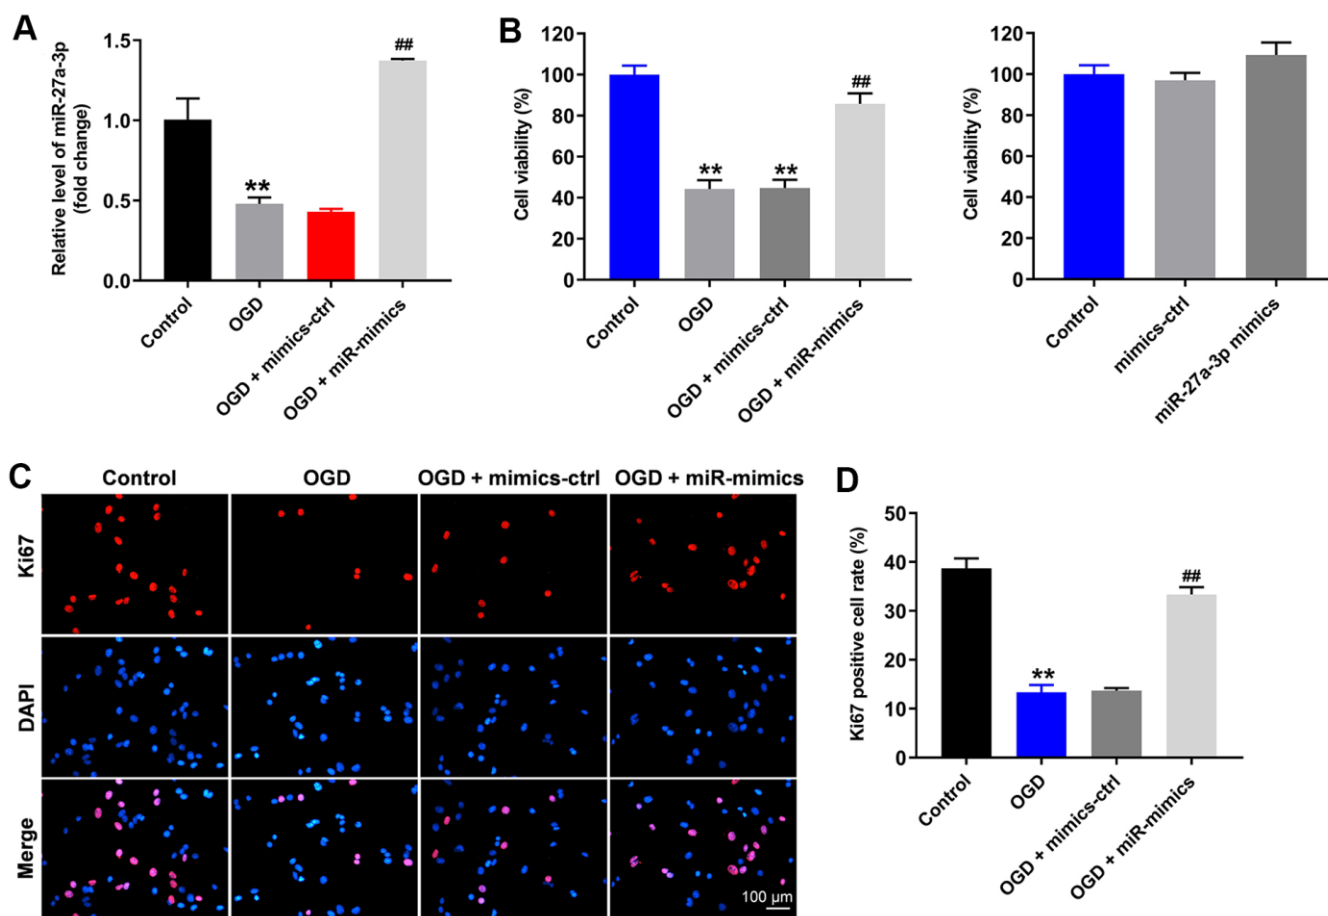 A
Relative level of miR-27a-3p
(fold change)
1.5
1.0
0.5
0.0
**
##
Control
OGD
OGD + mimics-ctrl
OGD + miR-mimics
B
Cell viability (%)
120
100
80
60
40
20
0
**
**
##
Control
OGD
OGD + mimics-ctrl
OGD + miR-mimics
Cell viability (%)
120
100
80
60
40
20
0
Control
mimics-ctrl
miR-27a-3p mimics
C
Control
OGD
OGD + mimics-ctrl
OGD + miR-mimics
Ki67
DAPI
Merge
100 µm
D
Ki67 positive cell rate (%)
50
40
30
20
10
0
**
##
Control
OGD
OGD + mimics-ctrl
OGD + miR-mimics